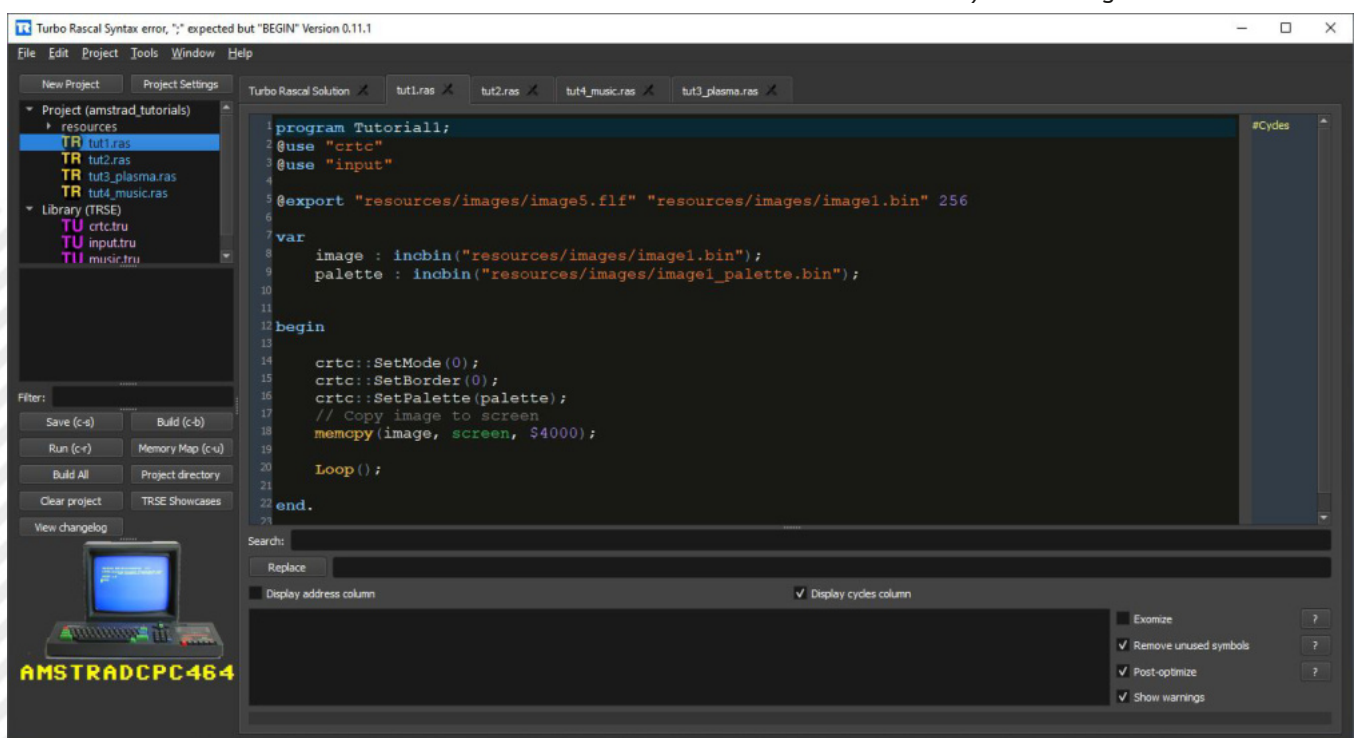 Turbo Rascal Syntax error, ";" expected but "BEGIN" Version 0.11.1
File Edit Project Tools Window Help
New Project Project Settings
Turbo Rascal Solution tut1.ras tut2.ras tut4_music.ras tut3_plasma.ras
Project (amstrad_tutorials)
resources
TR tut1.ras
TR tut2.ras
TR tut3_plasma.ras
TR tut4_music.ras
Library (TRSE)
TU crtc.tru
TU input.tru
TU music.tru
Filter:
Save (c-s) Build (c-b)
Run (c-r) Memory Map (c-u)
Build All Project directory
Clear project TRSE Showcases
View changelog
AMSTRADCPC464
#Cycles
1 program Tutorial1;
2 @use "crtc"
3 @use "input"
4
5 @export "resources/images/image5.flf" "resources/images/image1.bin" 256
6
7 var
8 image : incbin("resources/images/image1.bin");
9 palette : incbin("resources/images/image1_palette.bin");
10
11
12 begin
13
14 crtc::SetMode(0);
15 crtc::SetBorder(0);
16 crtc::SetPalette(palette);
17 // Copy image to screen
18 memcpy(image, screen, $4000);
19
20 Loop();
21
22 end.
23
Search:
Replace
Display address column Display cycles column
Exomize ?
Remove unused symbols ?
Post-optimize ?
Show warnings